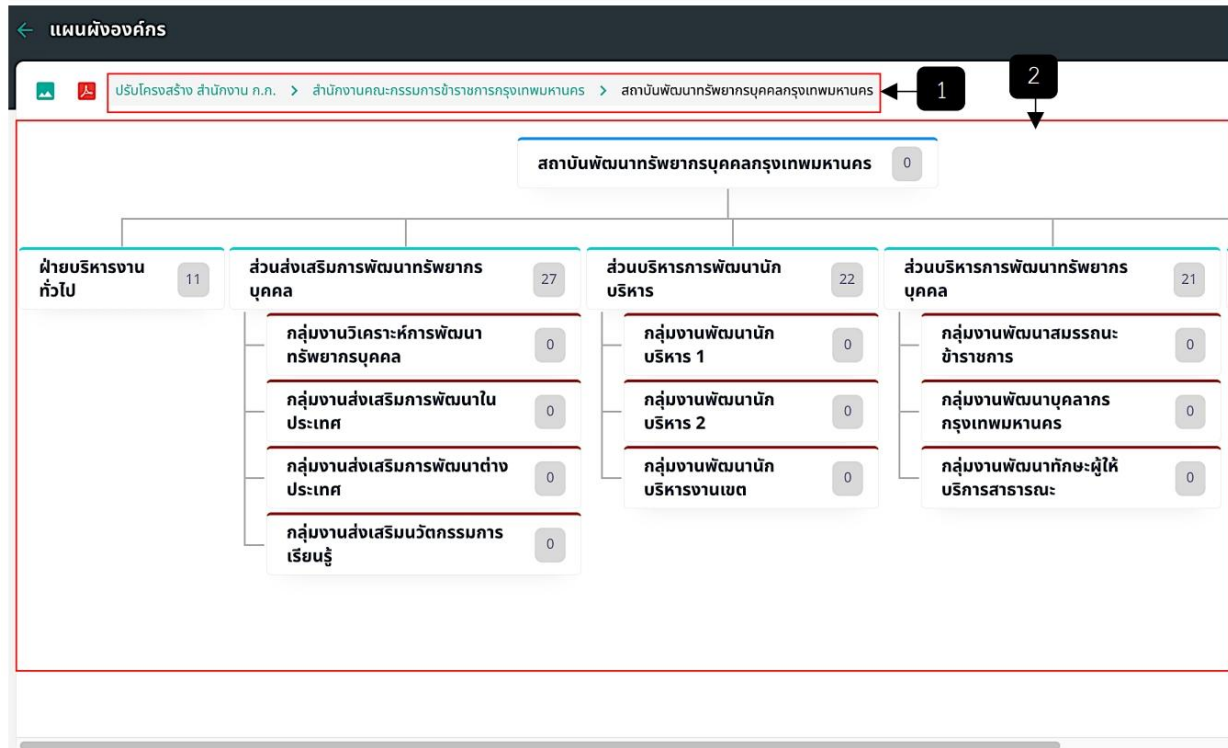 แผนผังองค์กร
ปรับโครงสร้าง สำนักงาน ก.ก. > สำนักงานคณะกรรมการข้าราชการกรุงเทพมหานคร > สถาบันพัฒนาทรัพยากรบุคคลกรุงเทพมหานคร
1
2
สถาบันพัฒนาทรัพยากรบุคคลกรุงเทพมหานคร 0
ฝ่ายบริหารงาน
ทั่วไป
11
ส่วนส่งเสริมการพัฒนาทรัพยากร
บุคคล
27
กลุ่มงานวิเคราะห์การพัฒนา
ทรัพยากรบุคคล
0
กลุ่มงานส่งเสริมการพัฒนาใน
ประเทศ
0
กลุ่มงานส่งเสริมการพัฒนาต่าง
ประเทศ
0
กลุ่มงานส่งเสริมนวัตกรรมการ
เรียนรู้
0
ส่วนบริหารการพัฒนานัก
บริหาร
22
กลุ่มงานพัฒนานัก
บริหาร 1
0
กลุ่มงานพัฒนานัก
บริหาร 2
0
กลุ่มงานพัฒนานัก
บริหารงานเขต
0
ส่วนบริหารการพัฒนาทรัพยากร
บุคคล
21
กลุ่มงานพัฒนาสมรรถนะ
ข้าราชการ
0
กลุ่มงานพัฒนาบุคลากร
กรุงเทพมหานคร
0
กลุ่มงานพัฒนาทักษะผู้ให้
บริการสาธารณะ
0